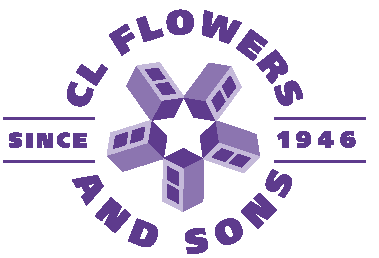 CL FLOWERS
SINCE 1946
AND SONS